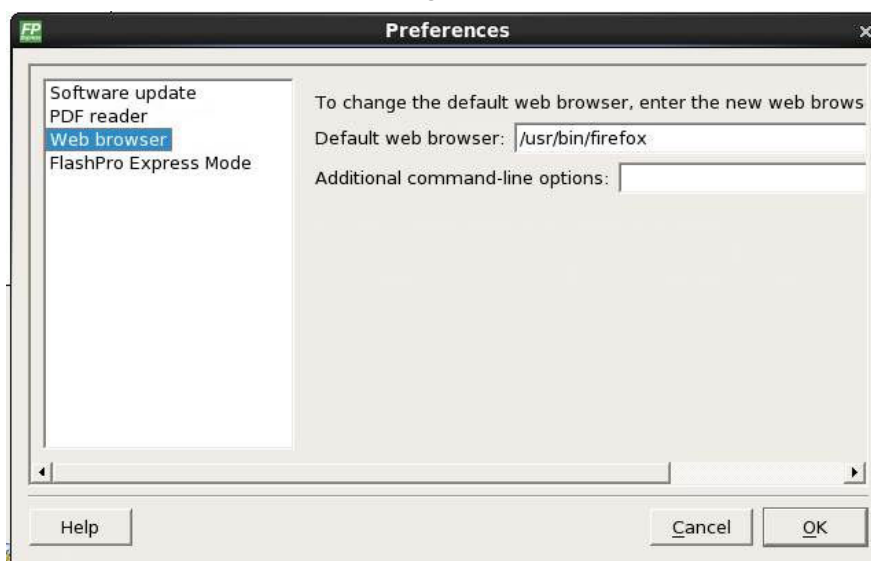 FP
Preferences
Software update
PDF reader
Web browser
FlashPro Express Mode
To change the default web browser, enter the new web brows
Default web browser: /usr/bin/firefox
Additional command-line options:
Help
Cancel
OK